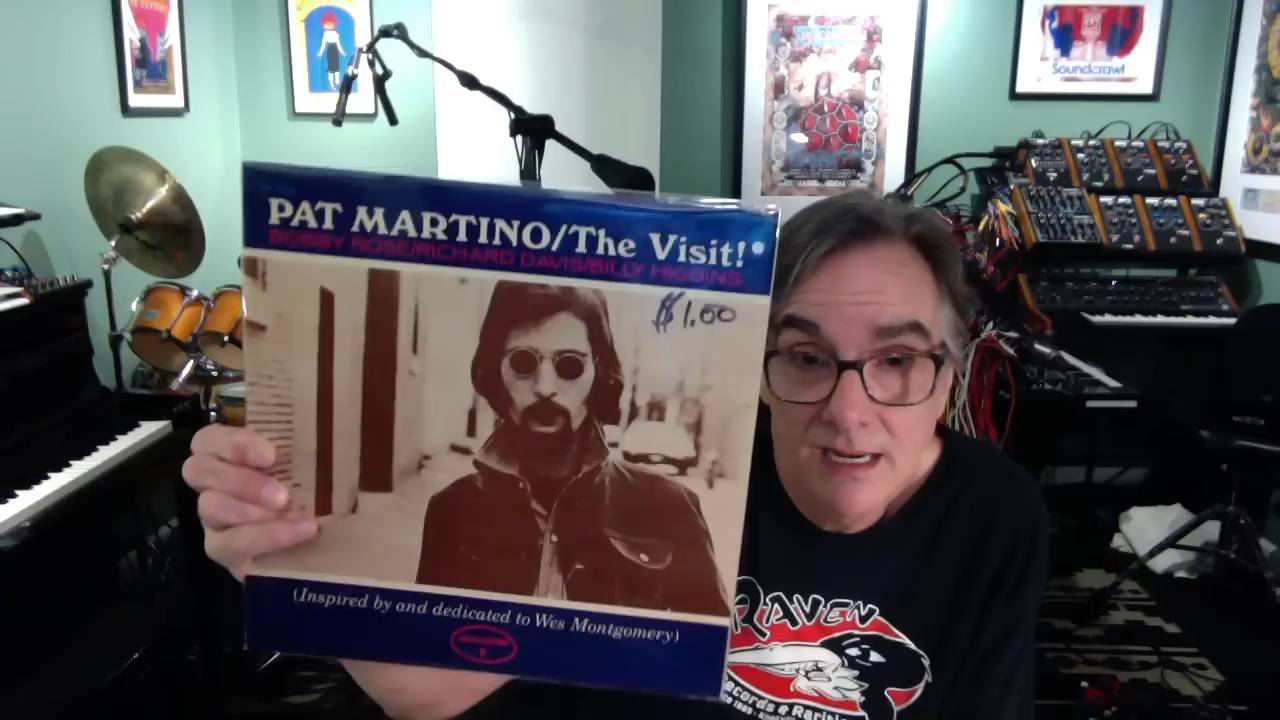 Soundcrawl
PAT MARTINO/The Visit!
BOBBY ROSE/RICHARD DAVIS/BILLY HIGGINS
$1.00
(Inspired by and dedicated to Wes Montgomery)
RAVEN
Records & Rarities